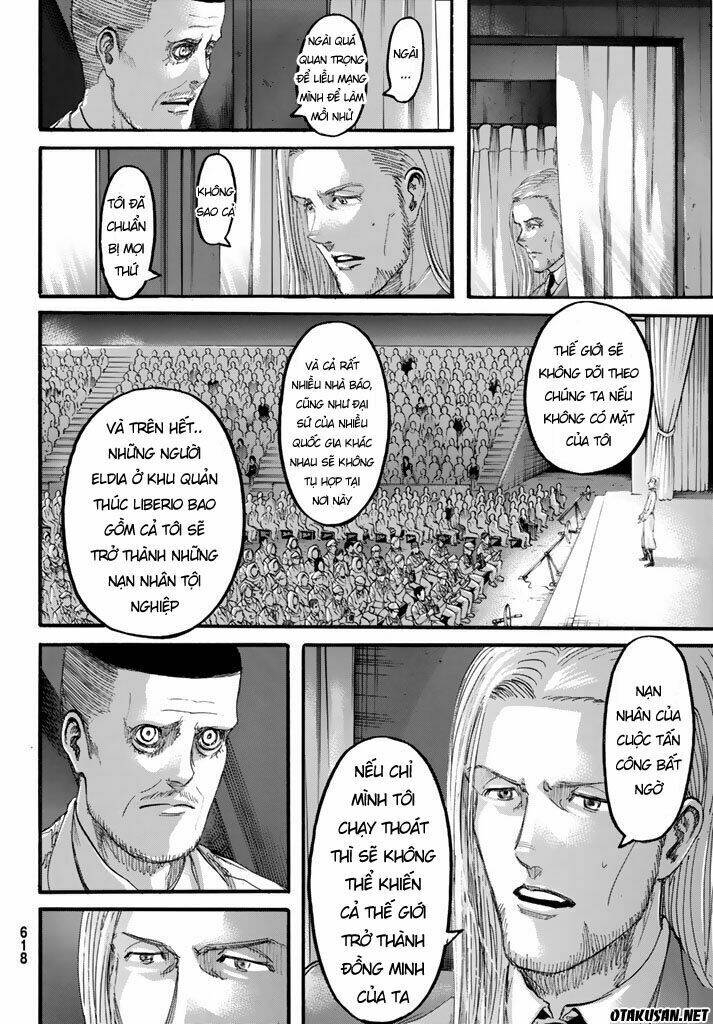 NGÀI
...
NGÀI QUÁ
QUAN TRỌNG
ĐỂ LIỀU MẠNG
MÌNH ĐỂ LÀM
MỒI NHỬ
KHÔNG
SAO CẢ
TÔI ĐÃ
CHUẨN
BỊ MỌI
THỨ
THẾ GIỚI SẼ
KHÔNG DÕI THEO
CHÚNG TA NẾU
KHÔNG CÓ MẶT
CỦA TÔI
VÀ CẢ RẤT
NHIỀU NHÀ BÁO,
CŨNG NHƯ ĐẠI
SỨ CỦA NHIỀU
QUỐC GIA KHÁC
NHAU SẼ KHÔNG
TỤ HỌP TẠI
NƠI NÀY
VÀ TRÊN HẾT..
NHỮNG NGƯỜI
ELDIA Ở KHU QUẢN
THÚC LIBERIO BAO
GỒM CẢ TÔI SẼ
TRỞ THÀNH NHỮNG
NẠN NHÂN TỘI
NGHIỆP
NẠN
NHÂN CỦA
CUỘC TẤN
CÔNG BẤT
NGỜ
NẾU CHỈ
MÌNH TÔI
CHẠY THOÁT
THÌ SẼ KHÔNG
THỂ KHIẾN
CẢ THẾ GIỚI
TRỞ THÀNH
ĐỒNG MINH
CỦA TA
618
OTAKUSAN.NET